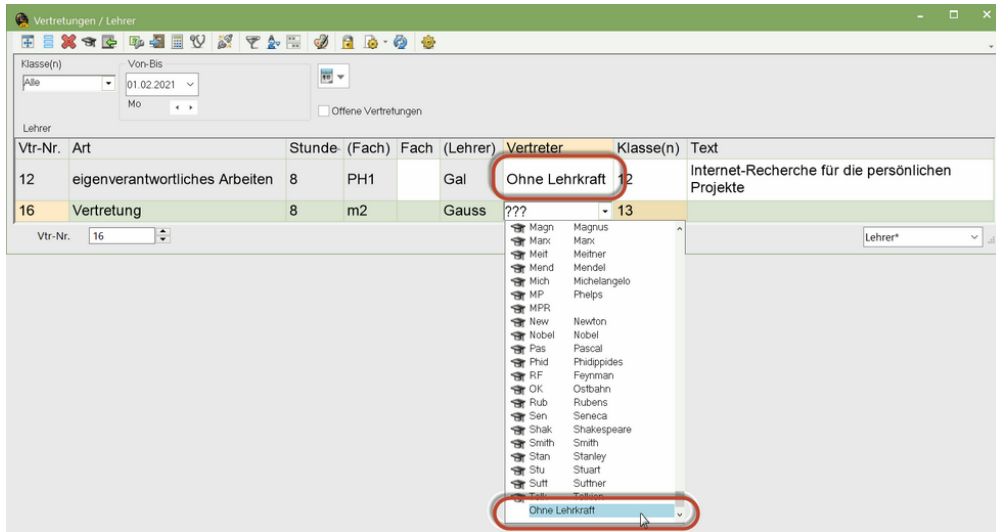 Vertretungen / Lehrer
Klasse(n)
Von-Bis
Alle
01.02.2021
Mo
Offene Vertretungen
Lehrer
Vtr-Nr. Art Stunde (Fach) Fach (Lehrer) Vertreter Klasse(n) Text
12 eigenverantwortliches Arbeiten 8 PH1 Gal Ohne Lehrkraft 12 Internet-Recherche für die persönlichen
Projekte
16 Vertretung 8 m2 Gauss ??? 13
Vtr-Nr. 16 Lehrer*
Magn Magnus
Marx Marx
Meit Meitner
Mend Mendel
Mich Michelangelo
MP Phelps
MPR
New Newton
Nobel Nobel
Pas Pascal
Phid Phidippides
RF Feynman
OK Ostbahn
Rub Rubens
Sen Seneca
Shak Shakespeare
Smith Smith
Stan Stanley
Stu Stuart
Sutt Suttner
Tolk Tolkien
Ohne Lehrkraft